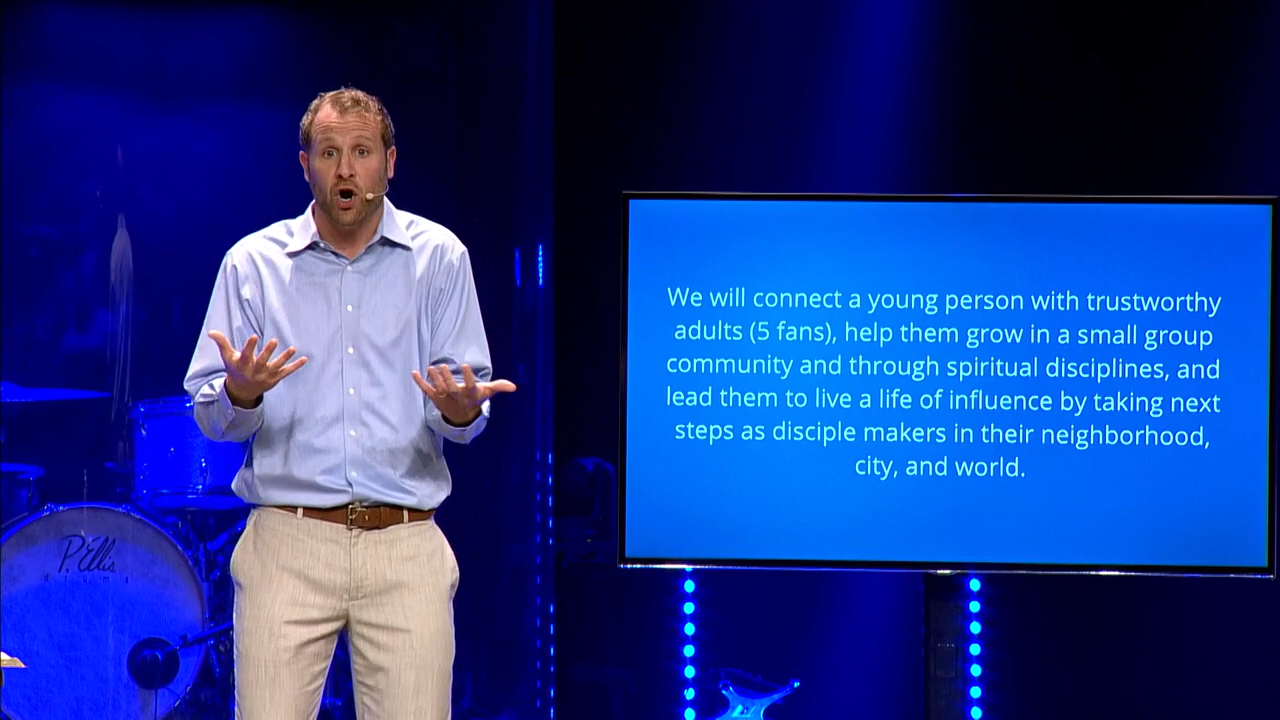 We will connect a young person with trustworthy
adults (5 fans), help them grow in a small group
community and through spiritual disciplines, and
lead them to live a life of influence by taking next
steps as disciple makers in their neighborhood,
city, and world.
P. Ellis
drums